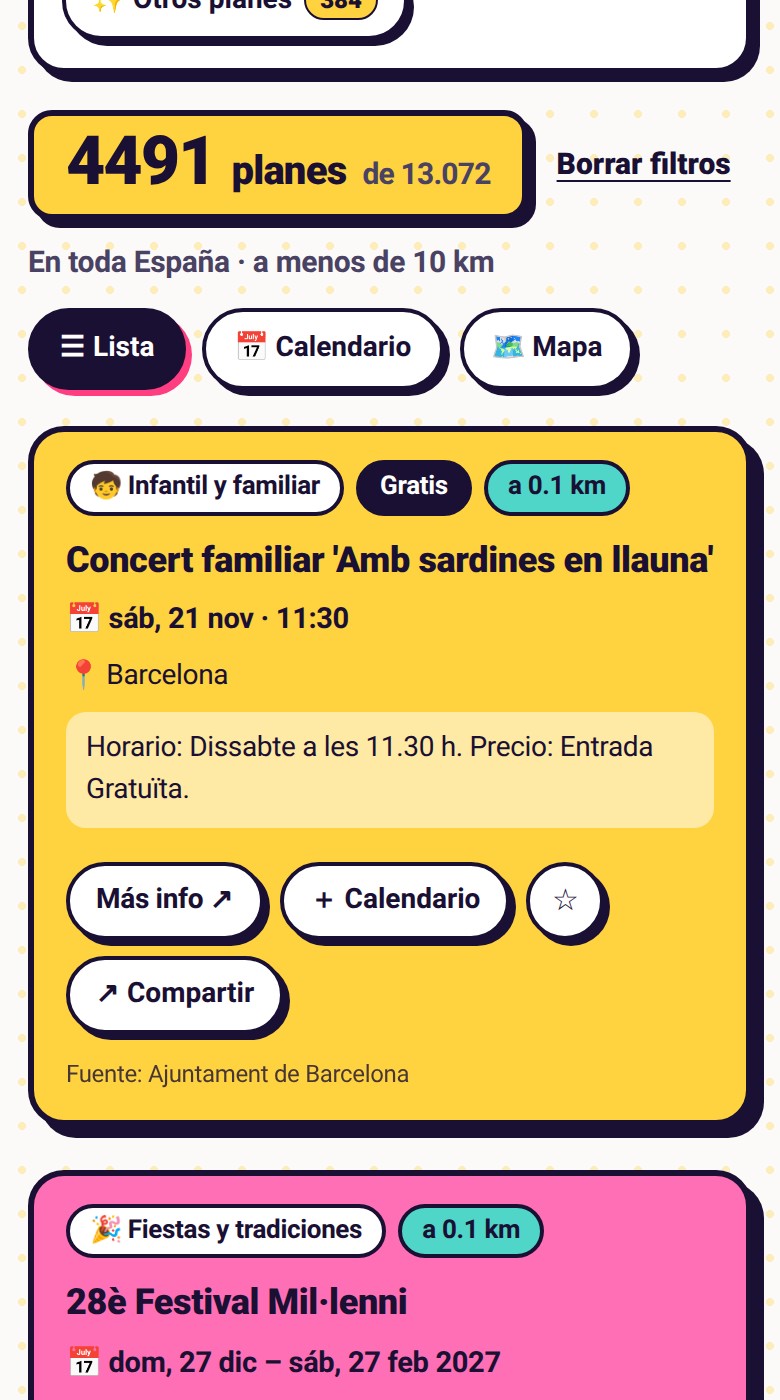 ✨ Otros planes 384
4491 planes de 13.072 Borrar filtros
En toda España · a menos de 10 km
☰ Lista 📅 Calendario 🗺️ Mapa
🧒 Infantil y familiar Gratis a 0.1 km
Concert familiar 'Amb sardines en llauna'
📅 sáb, 21 nov · 11:30
📍 Barcelona
Horario: Dissabte a les 11.30 h. Precio: Entrada
Gratuïta.
Más info ↗ + Calendario ☆
↗ Compartir
Fuente: Ajuntament de Barcelona
🎉 Fiestas y tradiciones a 0.1 km
28è Festival Mil·lenni
📅 dom, 27 dic – sáb, 27 feb 2027